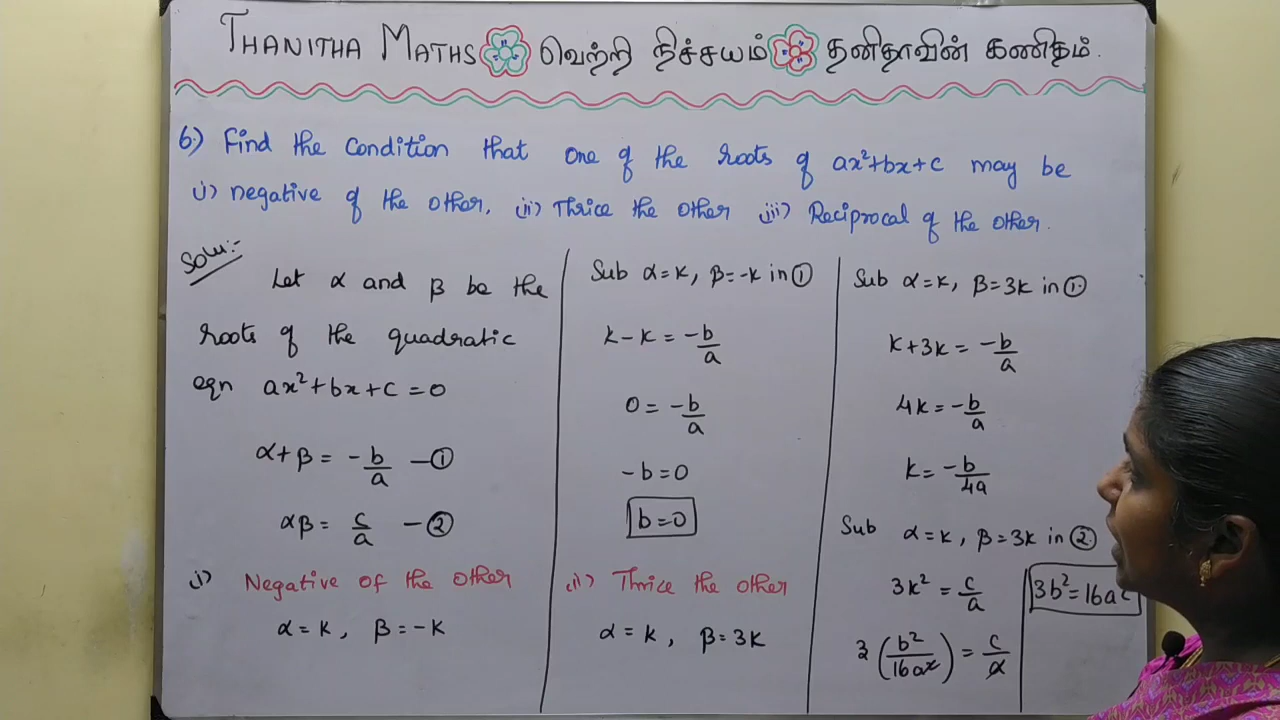 THANITHA MATHS வெற்றி நிச்சயம் தனிதாவின் கணிதம்.
6.) Find the condition that one of the roots of ax²+bx+c may be
i) negative of the other, ii) Thrice the other iii) Reciprocal of the other.
Solu:-
Let α and β be the
roots of the quadratic
eqn ax²+bx+c=0
α+β = -b/a —①
αβ = c/a —②
i) Negative of the other
α=k, β=-k
Sub α=k, β=-k in ①
k-k = -b/a
0 = -b/a
-b=0
b=0
ii) Thrice the other
α=k, β=3k
Sub α=k, β=3k in ①
k+3k = -b/a
4k = -b/a
k = -b/4a
Sub α=k, β=3k in ②
3k² = c/a
3(b²/16a²) = c/a
3b²=16ac